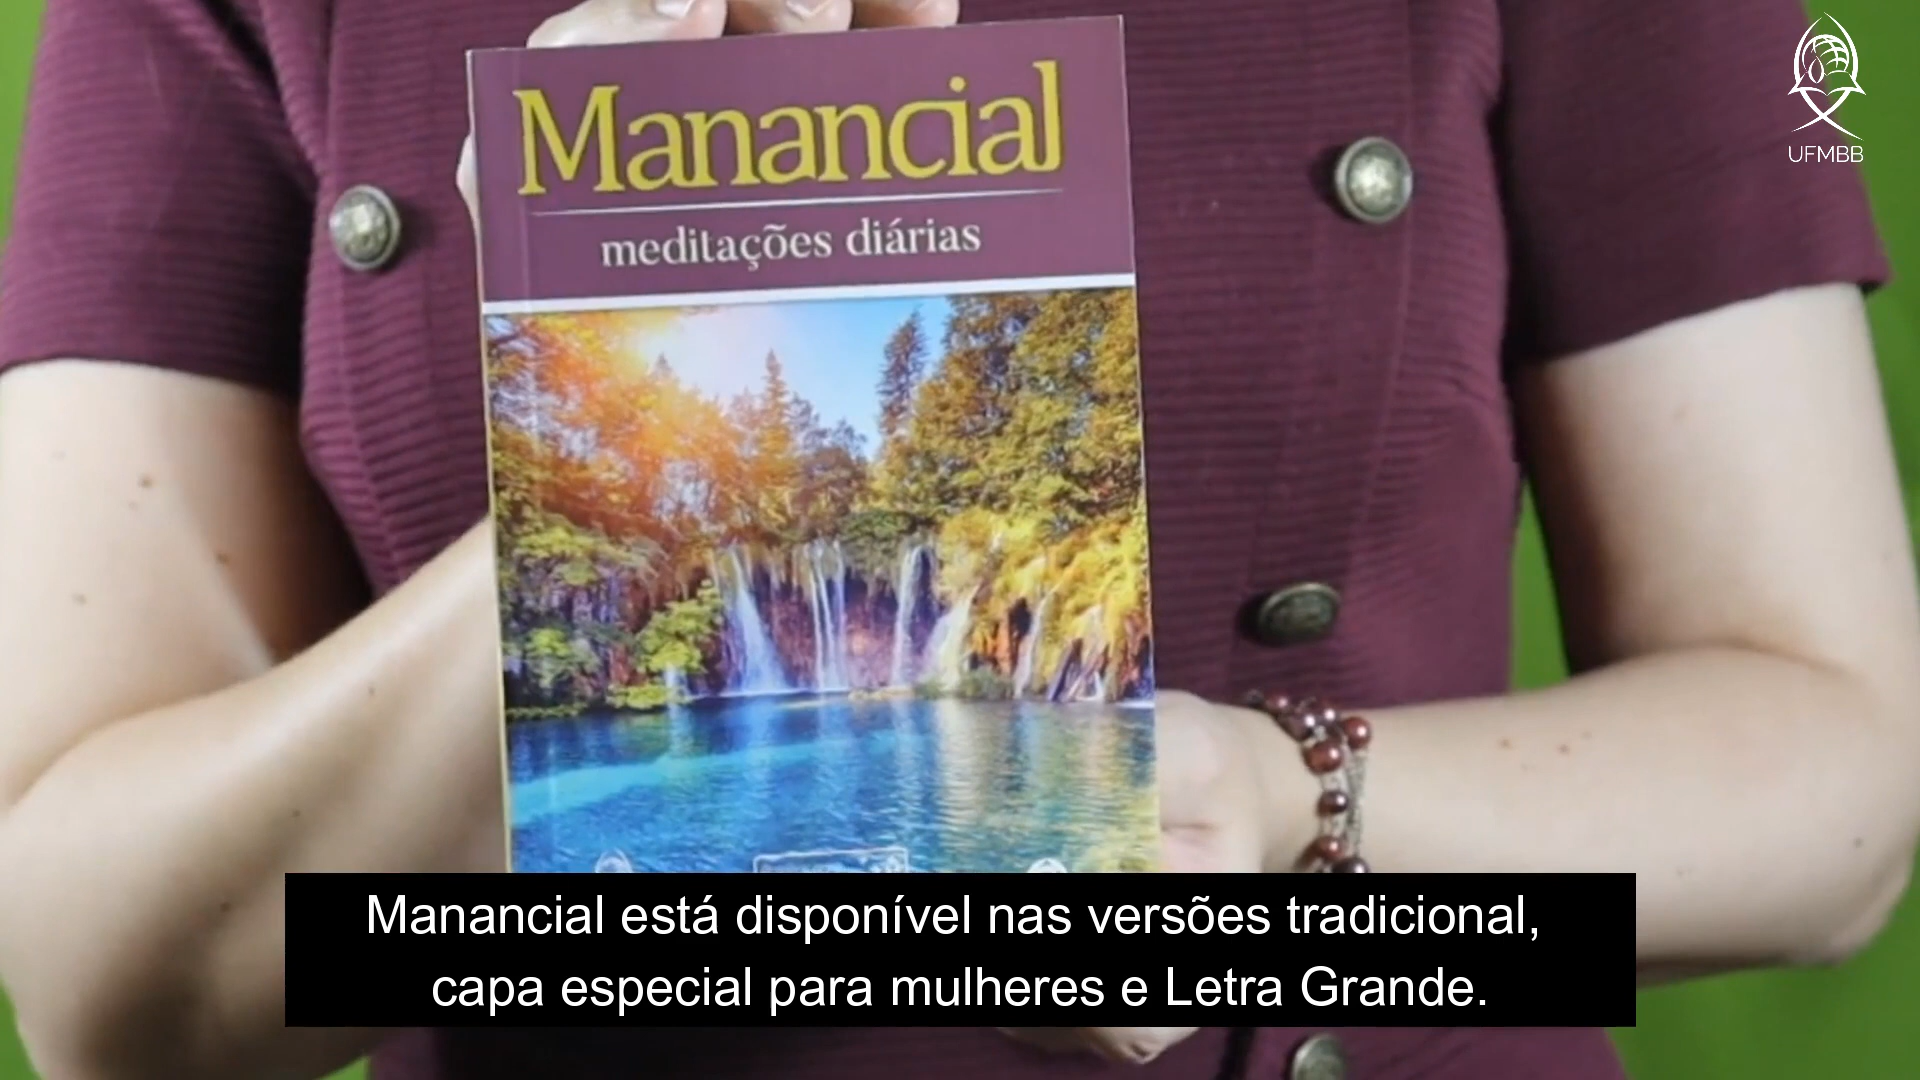 Manancial
meditações diárias
UFMBB
Manancial está disponível nas versões tradicional,
capa especial para mulheres e Letra Grande.